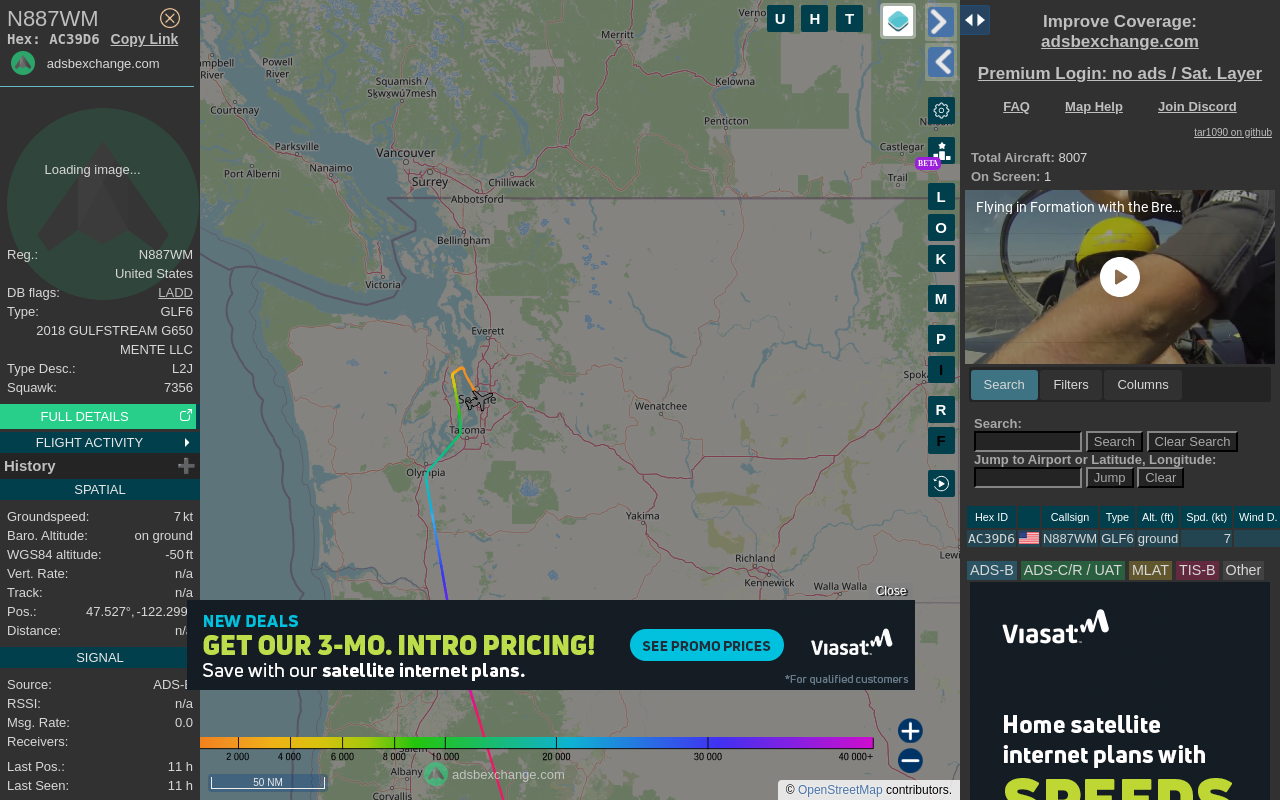 N887WM
Hex: AC39D6 Copy Link
adsbexchange.com
Loading image...
Reg.: N887WM
United States
DB flags: LADD
Type: GLF6
2018 GULFSTREAM G650
MENTE LLC
Type Desc.: L2J
Squawk: 7356
FULL DETAILS
FLIGHT ACTIVITY
History
SPATIAL
Groundspeed: 7 kt
Baro. Altitude: on ground
WGS84 altitude: -50 ft
Vert. Rate: n/a
Track: n/a
Pos.: 47.527°, -122.299
Distance: n/a
SIGNAL
Source: ADS-B
RSSI: n/a
Msg. Rate: 0.0
Receivers:
Last Pos.: 11 h
Last Seen: 11 h
U H T
Merritt
Powell
River
River
Squamish /
Sḵwx̱wú7mesh
Kelowna
Courtenay
Penticton
Parksville
Vancouver
Castlegar
Nanaimo
Port Alberni
Surrey
Chilliwack
Trail
Abbotsford
Bellingham
Victoria
Everett
Wenatchee
Tacoma
Olympia
Yakima
Richland
Kennewick
Walla Walla
Albany
Corvallis
BETA
L
O
K
M
P
I
R
F
Close
NEW DEALS
GET OUR 3-MO. INTRO PRICING!
Save with our satellite internet plans.
SEE PROMO PRICES
Viasat
*For qualified customers
2 000 4 000 6 000 8 000 10 000 20 000 30 000 40 000+
adsbexchange.com
50 NM
© OpenStreetMap contributors.
Improve Coverage:
adsbexchange.com
Premium Login: no ads / Sat. Layer
FAQ Map Help Join Discord
tar1090 on github
Total Aircraft: 8007
On Screen: 1
Flying in Formation with the Bre...
Search Filters Columns
Search:
Search Clear Search
Jump to Airport or Latitude, Longitude:
Jump Clear
Hex ID Callsign Type Alt. (ft) Spd. (kt) Wind D.
AC39D6 N887WM GLF6 ground 7
ADS-B ADS-C/R / UAT MLAT TIS-B Other
Viasat
Home satellite
internet plans with
SPEEDS